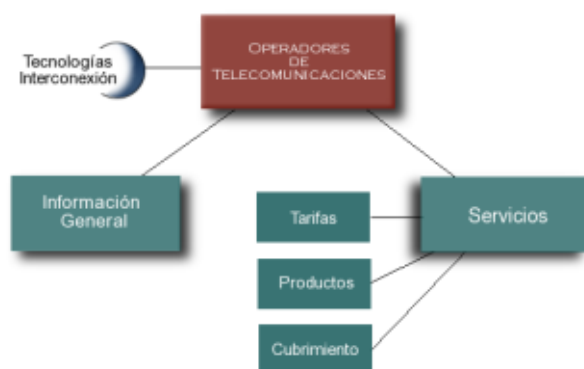 Tecnologías
Interconexión
OPERADORES
DE
TELECOMUNICACIONES
Información
General
Servicios
Tarifas
Productos
Cubrimiento